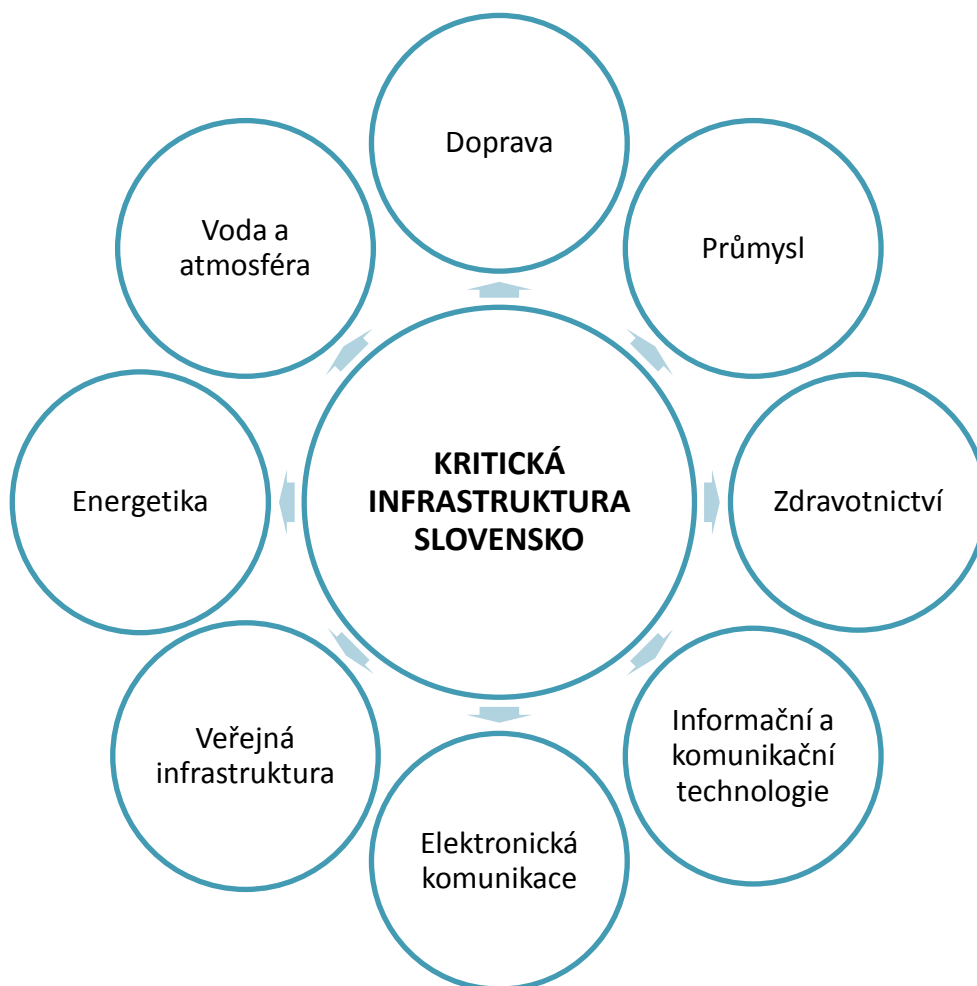 Doprava
Průmysl
Voda a
atmosféra
KRITICKÁ
INFRASTRUKTURA
SLOVENSKO
Energetika
Zdravotnictví
Veřejná
infrastruktura
Informační a
komunikační
technologie
Elektronická
komunikace